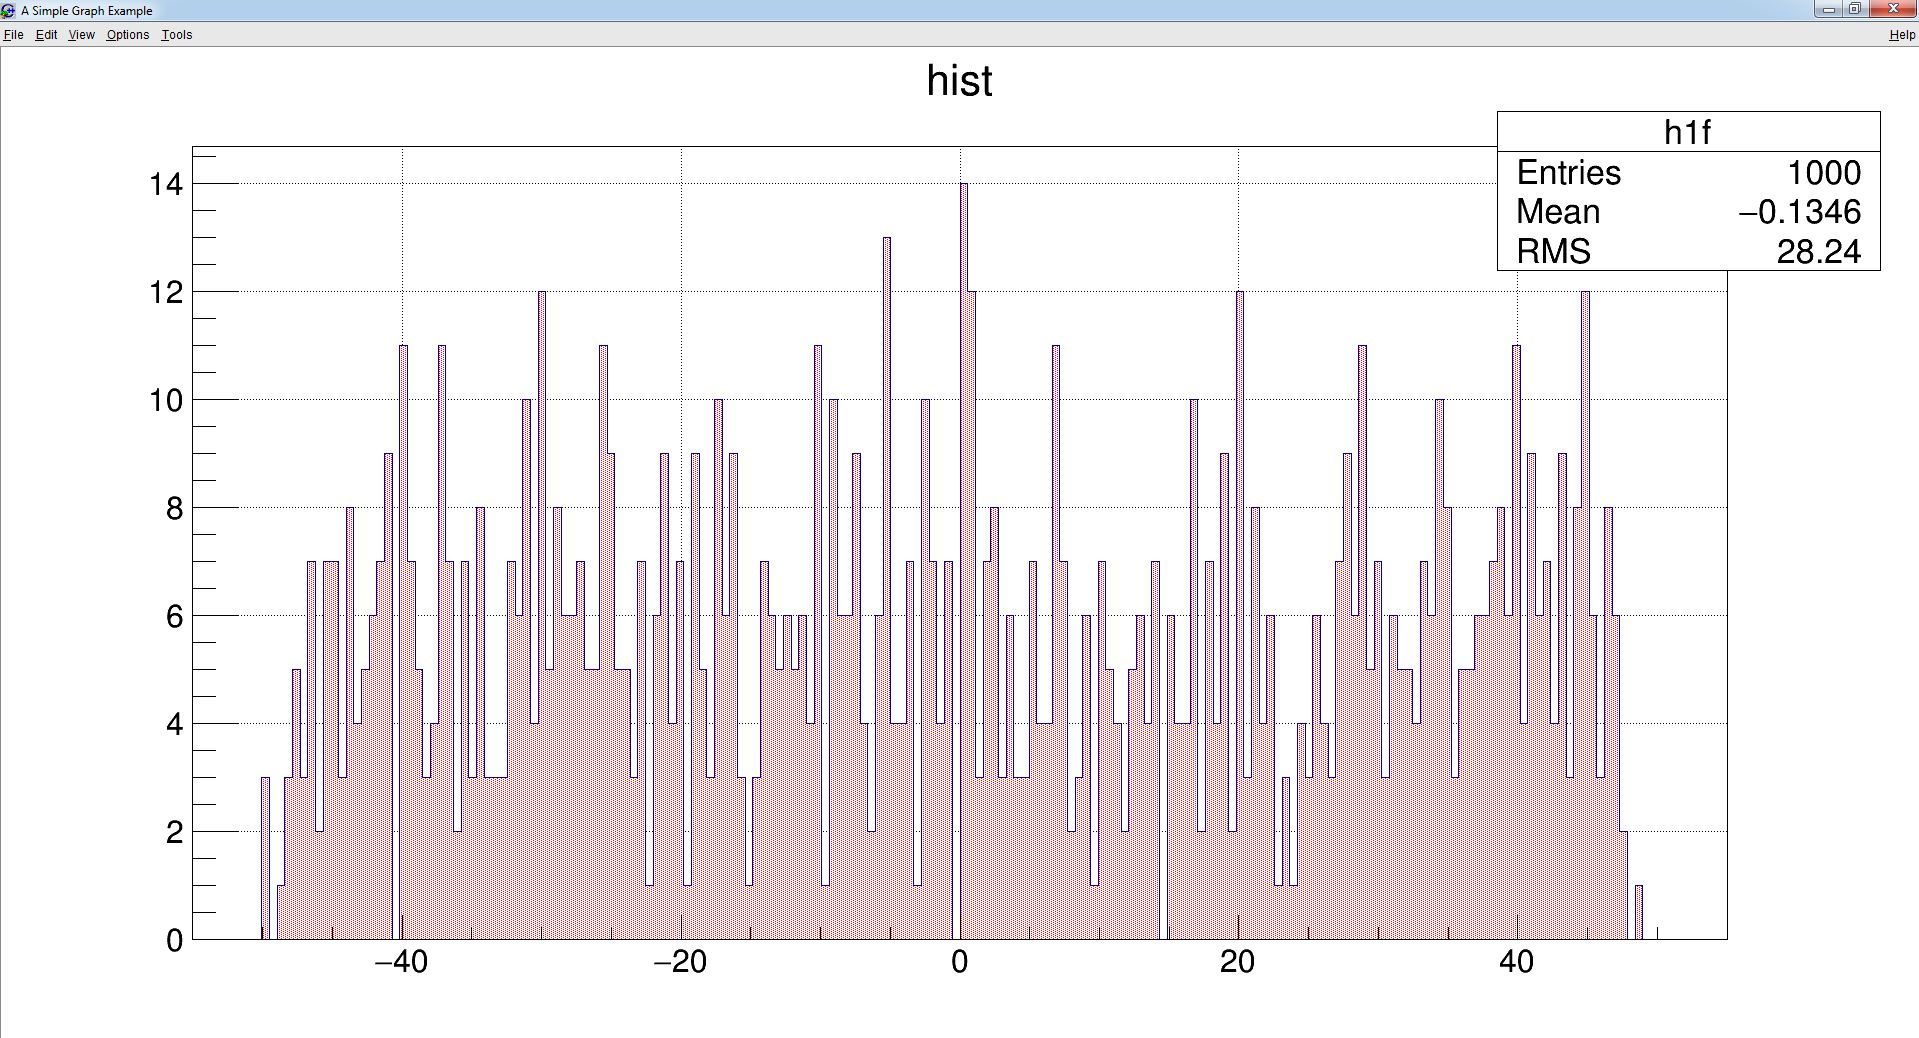 A Simple Graph Example
File Edit View Options Tools Help
hist
h1f
Entries 1000
Mean −0.1346
RMS 28.24
14
12
10
8
6
4
2
0
−40 −20 0 20 40